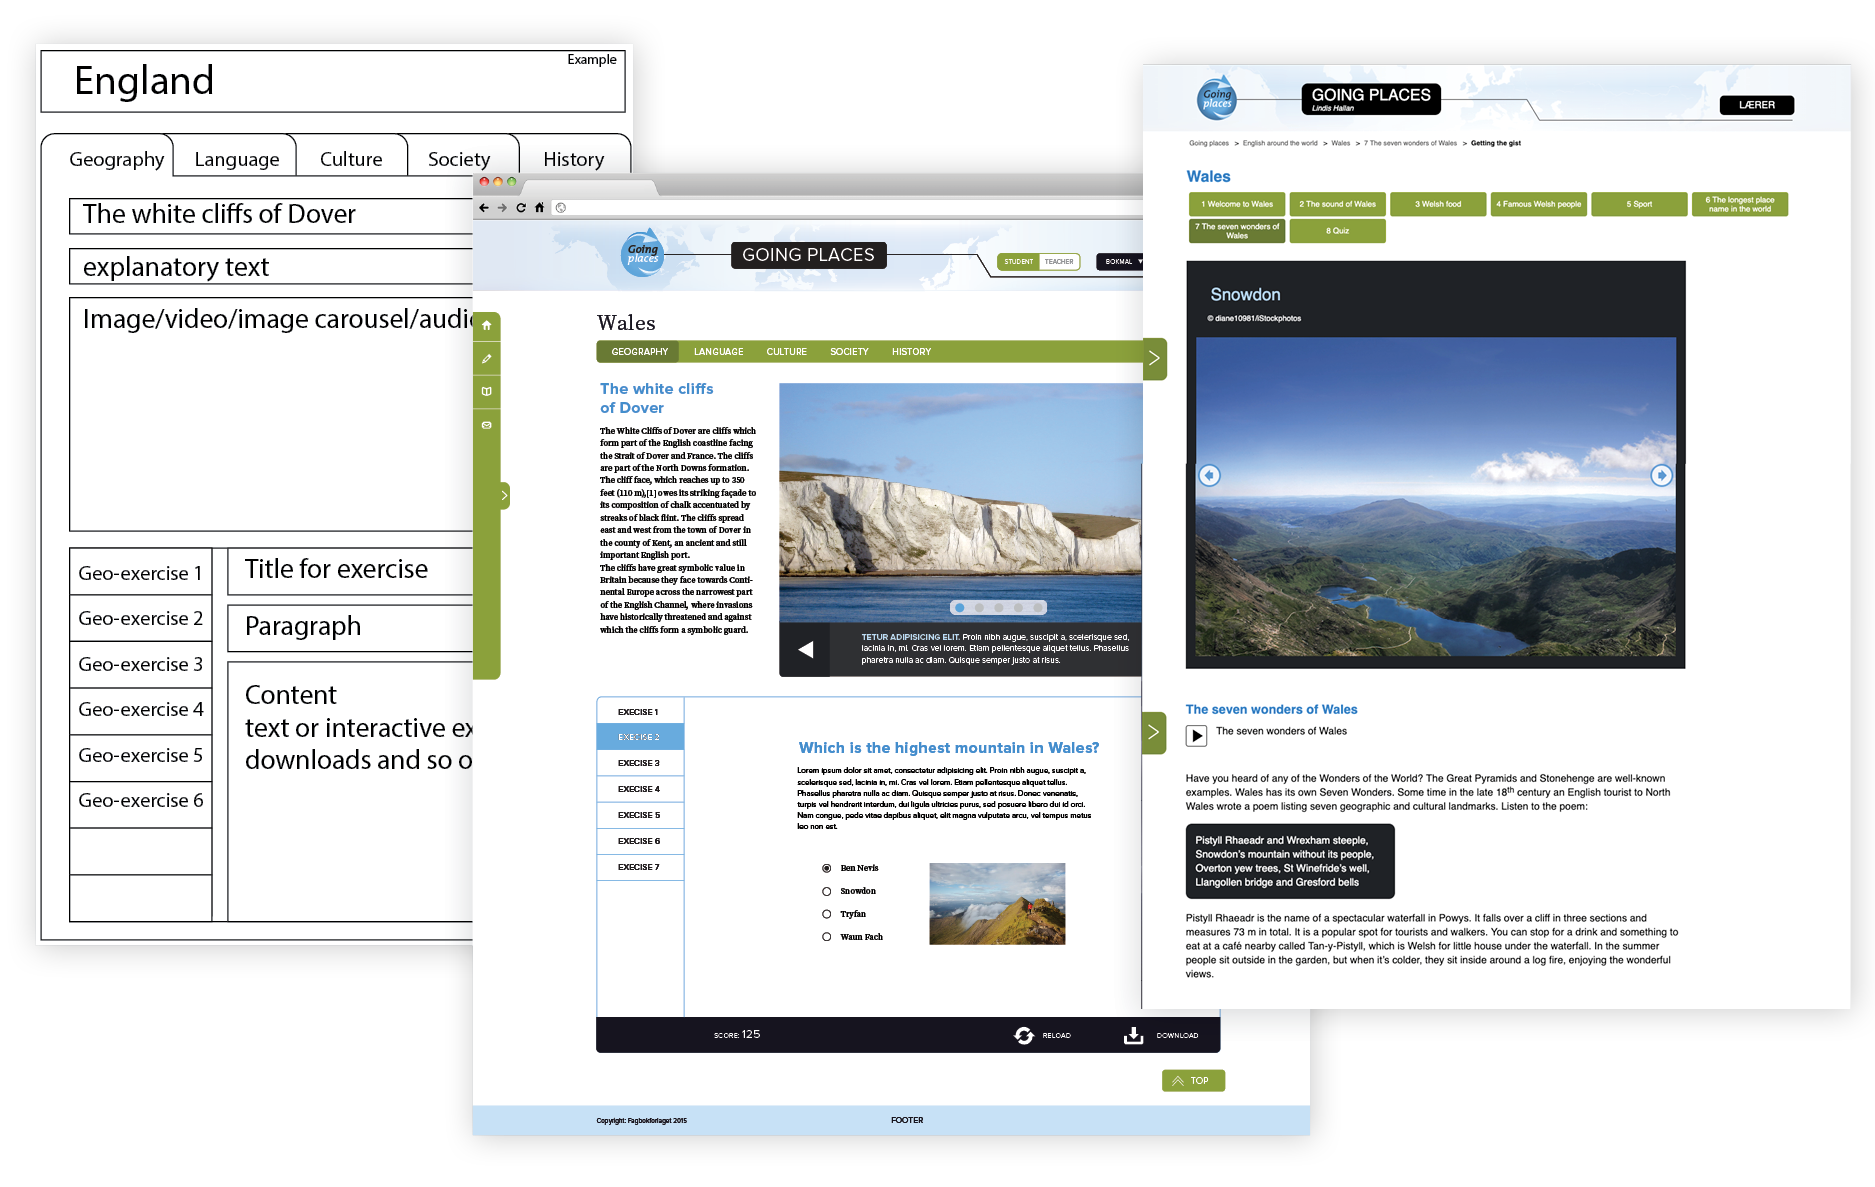 Example
England
Geography
Language
Culture
Society
History
The white cliffs of Dover
explanatory text
Image/video/image carousel/audio
Geo-exercise 1
Geo-exercise 2
Geo-exercise 3
Geo-exercise 4
Geo-exercise 5
Geo-exercise 6
Title for exercise
Paragraph
Content
text or interactive ex
downloads and so o
Going
places
GOING PLACES
STUDENT
TEACHER
BOKMAL
Wales
GEOGRAPHY
LANGUAGE
CULTURE
SOCIETY
HISTORY
The white cliffs
of Dover
The White Cliffs of Dover are cliffs which
form part of the English coastline facing
the Strait of Dover and France. The cliffs
are part of the North Downs formation.
The cliff face, which reaches up to 350
feet (110 m),[1] owes its striking façade to
its composition of chalk accentuated by
streaks of black flint. The cliffs spread
east and west from the town of Dover in
the county of Kent, an ancient and still
important English port.
The cliffs have great symbolic value in
Britain because they face towards Conti-
nental Europe across the narrowest part
of the English Channel, where invasions
have historically threatened and against
which the cliffs form a symbolic guard.
TETUR ADIPISICING ELIT. Proin nibh augue, suscipit a, scelerisque sed,
lacinia in, mi. Cras vel lorem. Etiam pellentesque aliquet tellus. Phasellus
pharetra nulla ac diam. Quisque semper justo at risus.
EXECISE 1
EXECISE 2
EXECISE 3
EXECISE 4
EXECISE 5
EXECISE 6
EXECISE 7
Which is the highest mountain in Wales?
Lorem ipsum dolor sit amet, consectetur adipisicing elit. Proin nibh augue, suscipit a,
scelerisque sed, lacinia in, mi. Cras vel lorem. Etiam pellentesque aliquet tellus.
Phasellus pharetra nulla ac diam. Quisque semper justo at risus. Donec venenatis,
turpis vel hendrerit interdum, dui ligula ultricies purus, sed posuere libero dui id orci.
Nam congue, pede vitae dapibus aliquet, elit magna vulputate arcu, vel tempus metus
leo non est.
Ben Nevis
Snowdon
Tryfan
Waun Fach
SCORE: 125
RELOAD
DOWNLOAD
TOP
Copyright: Fagbokforlaget 2015
FOOTER
Going
places
GOING PLACES
Lindis Hallan
LÆRER
Going places > English around the world > Wales > 7 The seven wonders of Wales > Getting the gist
Wales
1 Welcome to Wales
2 The sound of Wales
3 Welsh food
4 Famous Welsh people
5 Sport
6 The longest place
name in the world
7 The seven wonders of
Wales
8 Quiz
Snowdon
© diane10981/iStockphotos
The seven wonders of Wales
The seven wonders of Wales
Have you heard of any of the Wonders of the World? The Great Pyramids and Stonehenge are well-known
examples. Wales has its own Seven Wonders. Some time in the late 18th century an English tourist to North
Wales wrote a poem listing seven geographic and cultural landmarks. Listen to the poem:
Pistyll Rhaeadr and Wrexham steeple,
Snowdon's mountain without its people,
Overton yew trees, St Winefride's well,
Llangollen bridge and Gresford bells
Pistyll Rhaeadr is the name of a spectacular waterfall in Powys. It falls over a cliff in three sections and
measures 73 m in total. It is a popular spot for tourists and walkers. You can stop for a drink and something to
eat at a café nearby called Tan-y-Pistyll, which is Welsh for little house under the waterfall. In the summer
people sit outside in the garden, but when it's colder, they sit inside around a log fire, enjoying the wonderful
views.